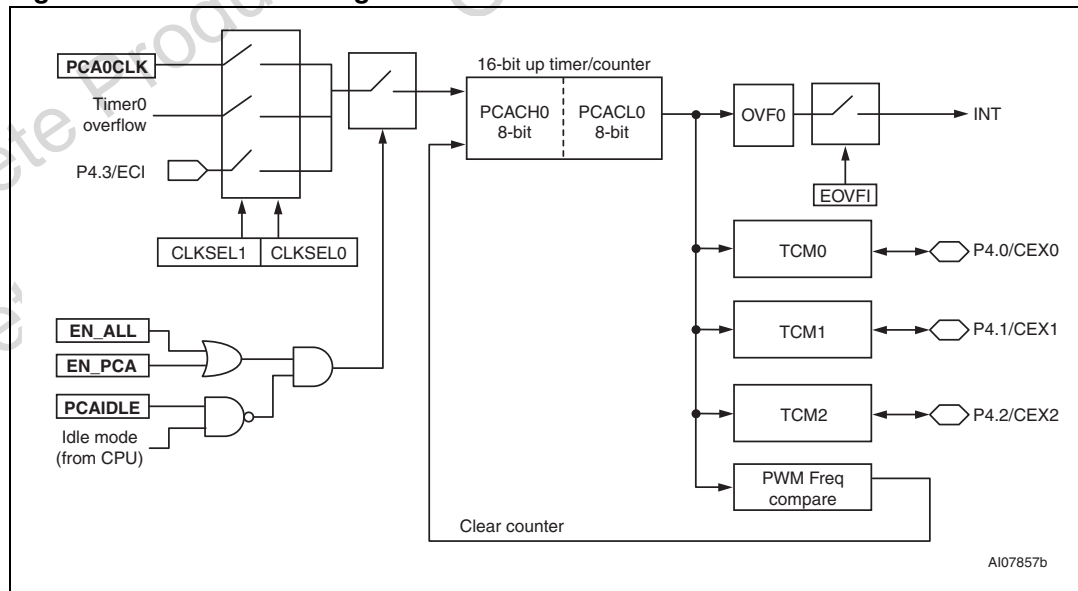 PCA0CLK
Timer0
overflow
P4.3/ECI
CLKSEL1
CLKSEL0
EN_ALL
EN_PCA
PCAIDLE
Idle mode
(from CPU)
16-bit up timer/counter
PCACH0
8-bit
PCACL0
8-bit
OVF0
INT
EOVFI
TCM0
P4.0/CEX0
TCM1
P4.1/CEX1
TCM2
P4.2/CEX2
PWM Freq
compare
Clear counter
AI07857b